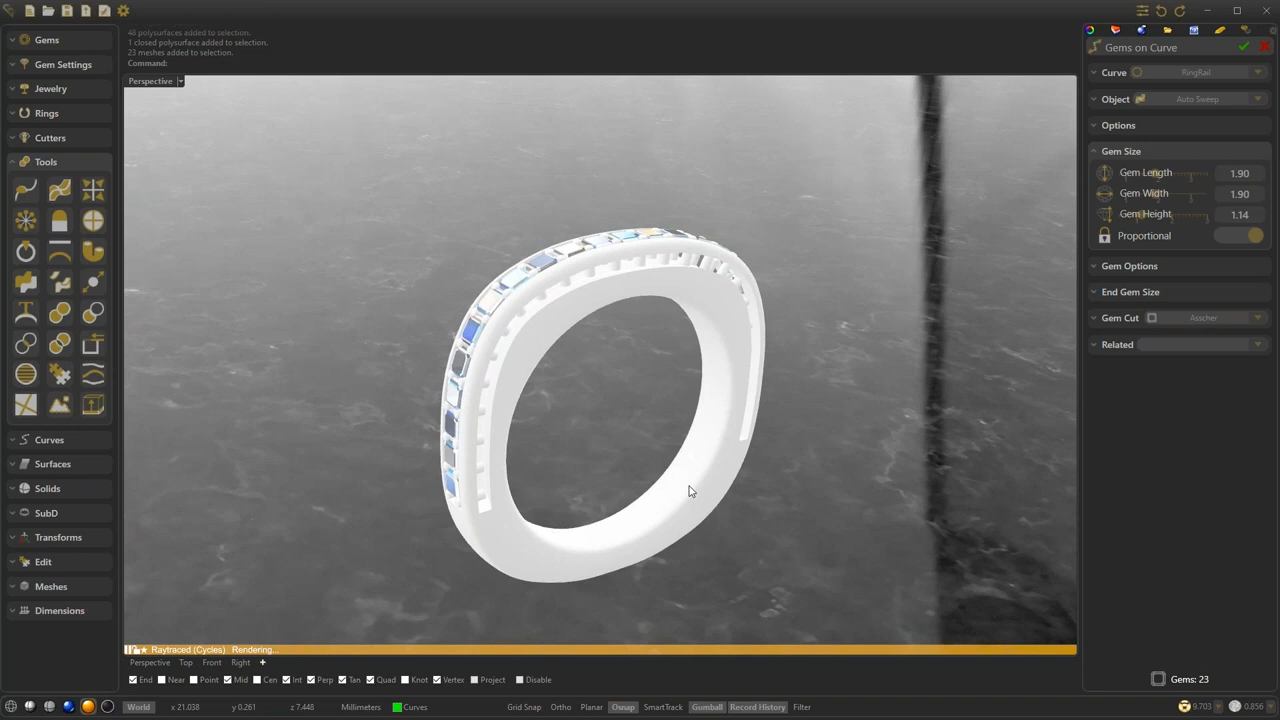 48 polysurfaces added to selection.
1 closed polysurface added to selection.
23 meshes added to selection.
Command:
Perspective
Gems
Gem Settings
Jewelry
Rings
Cutters
Tools
Curves
Surfaces
Solids
SubD
Transforms
Edit
Meshes
Dimensions
Gems on Curve
Curve RingRail
Object Auto Sweep
Options
Gem Size
Gem Length 1.90
Gem Width 1.90
Gem Height 1.14
Proportional
Gem Options
End Gem Size
Gem Cut Asscher
Related
Gems: 23
Raytraced (Cycles) Rendering...
Perspective Top Front Right
End Near Point Mid Cen Int Perp Tan Quad Knot Vertex Project Disable
World x 21.038 y 0.261 z 7.448 Millimeters Curves Grid Snap Ortho Planar Osnap SmartTrack Gumball Record History Filter 9.703 0.856